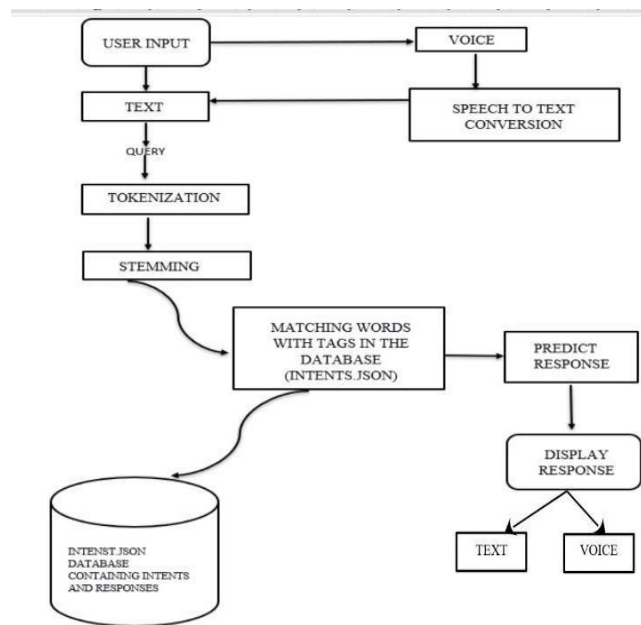 USER INPUT
VOICE
TEXT
SPEECH TO TEXT
CONVERSION
QUERY
TOKENIZATION
STEMMING
MATCHING WORDS
WITH TAGS IN THE
DATABASE
(INTENTS.JSON)
PREDICT
RESPONSE
DISPLAY
RESPONSE
TEXT
VOICE
INTENST.JSON
DATABASE
CONTAINING INTENTS
AND RESPONSES